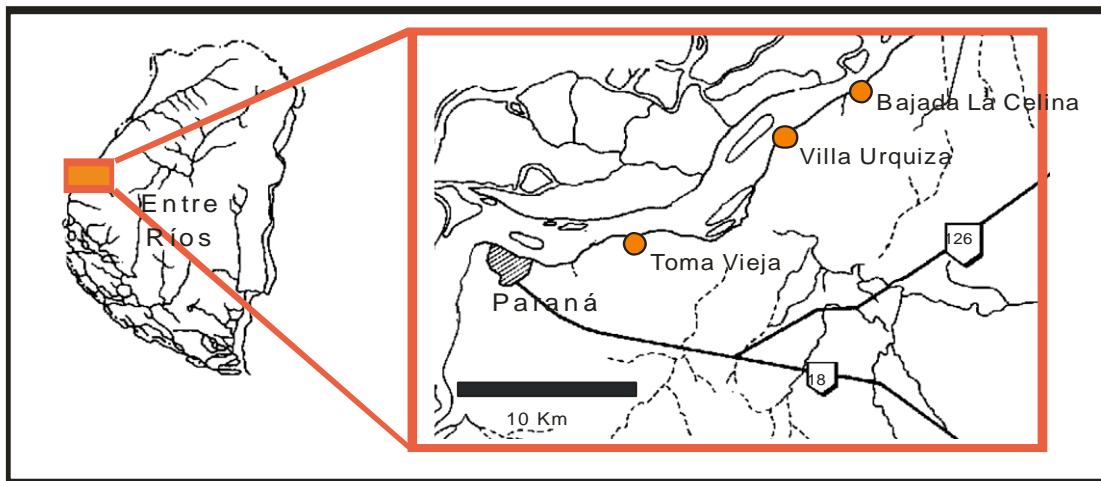 Entre
Ríos
Bajada La Celina
Villa Urquiza
Toma Vieja
Paraná
126
18
10 Km